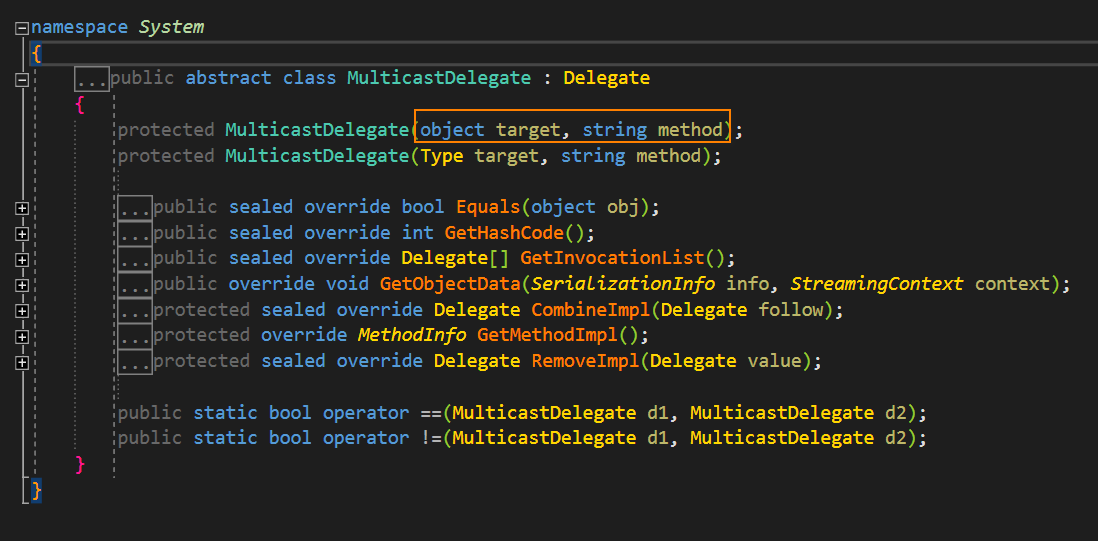 namespace System
{
...public abstract class MulticastDelegate : Delegate
{
protected MulticastDelegate(object target, string method);
protected MulticastDelegate(Type target, string method);
...public sealed override bool Equals(object obj);
...public sealed override int GetHashCode();
...public sealed override Delegate[] GetInvocationList();
...public override void GetObjectData(SerializationInfo info, StreamingContext context);
...protected sealed override Delegate CombineImpl(Delegate follow);
...protected override MethodInfo GetMethodImpl();
...protected sealed override Delegate RemoveImpl(Delegate value);
public static bool operator ==(MulticastDelegate d1, MulticastDelegate d2);
public static bool operator !=(MulticastDelegate d1, MulticastDelegate d2);
}
}